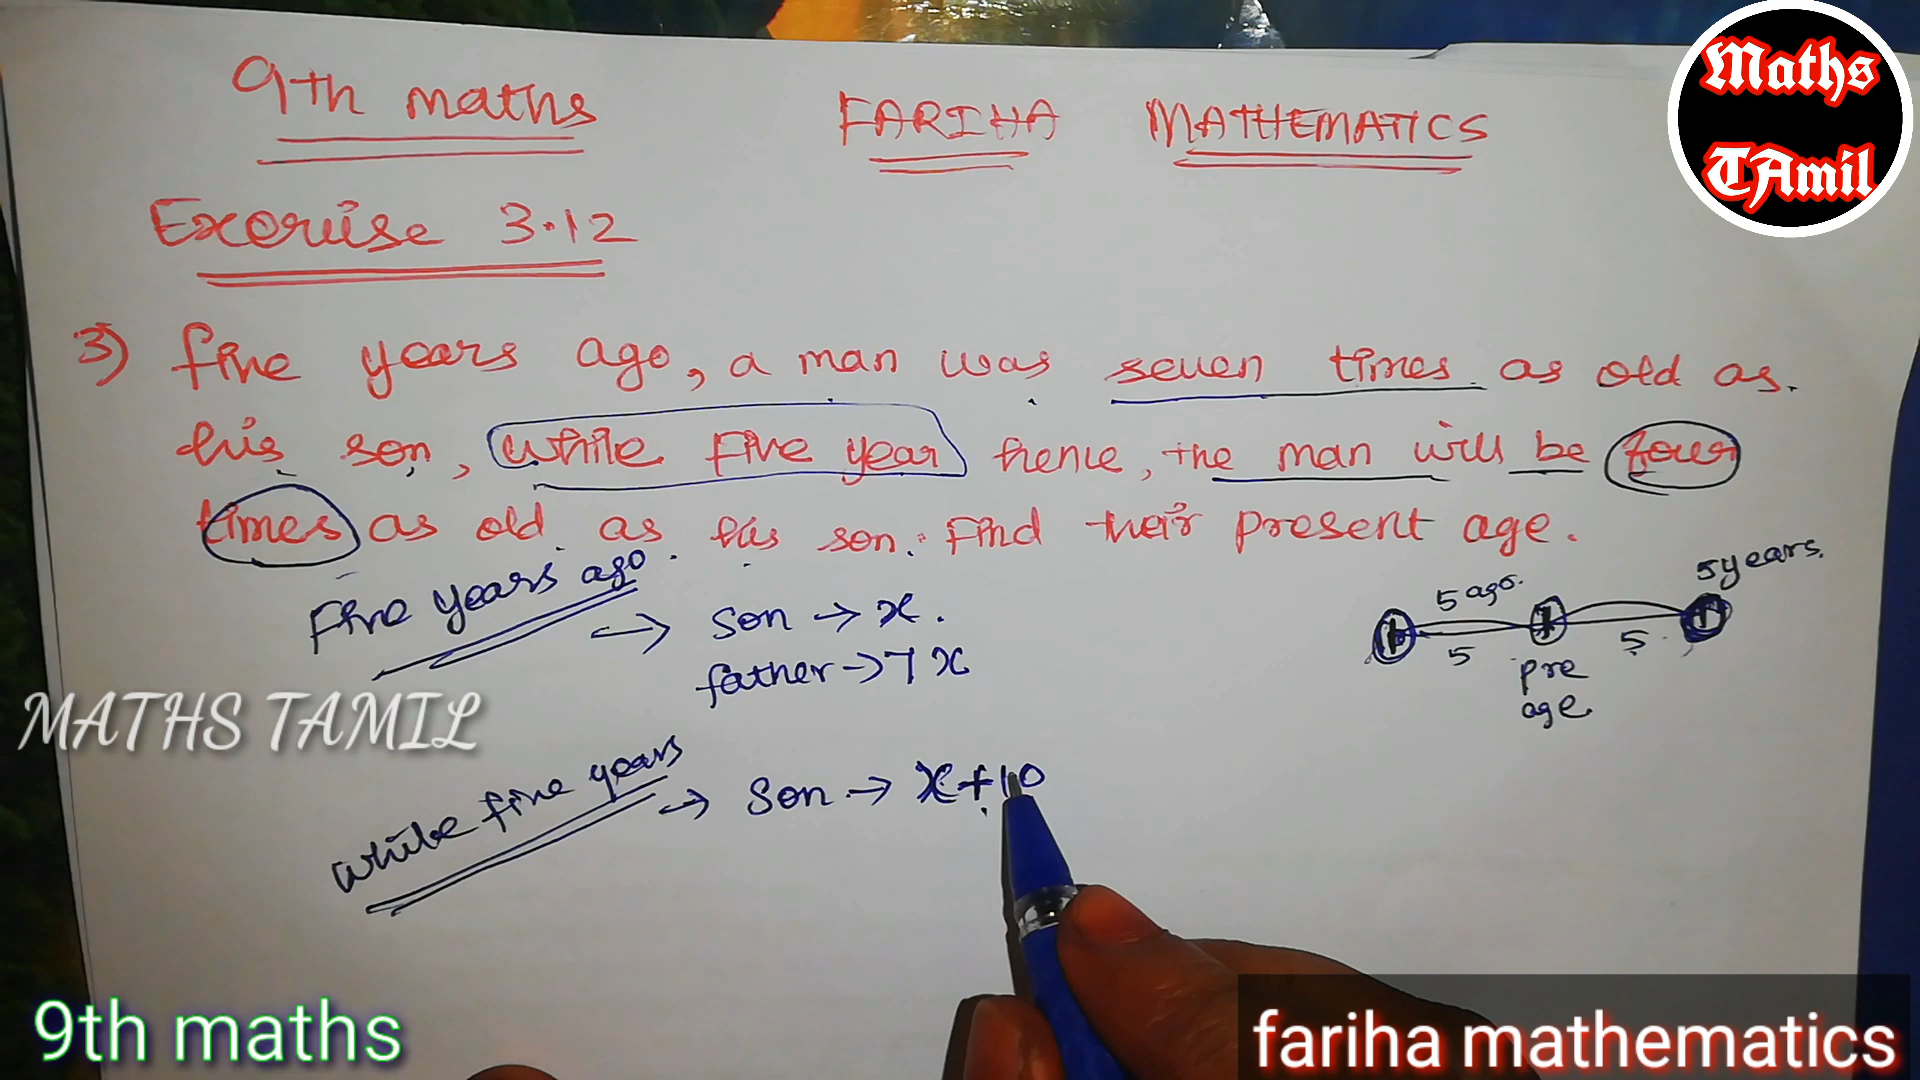 9th maths
FARIHA MATHEMATICS
Maths
TAmil
Exercise 3.12
3) five years ago, a man was seven times as old as
his son, while five year hence, the man will be four
times as old as his son. Find their present age.
Five years ago → son → x.
father → 7x
5 ago.
5years.
5
5
pre
age
MATHS TAMIL
while five years → Son → x+10
9th maths
fariha mathematics